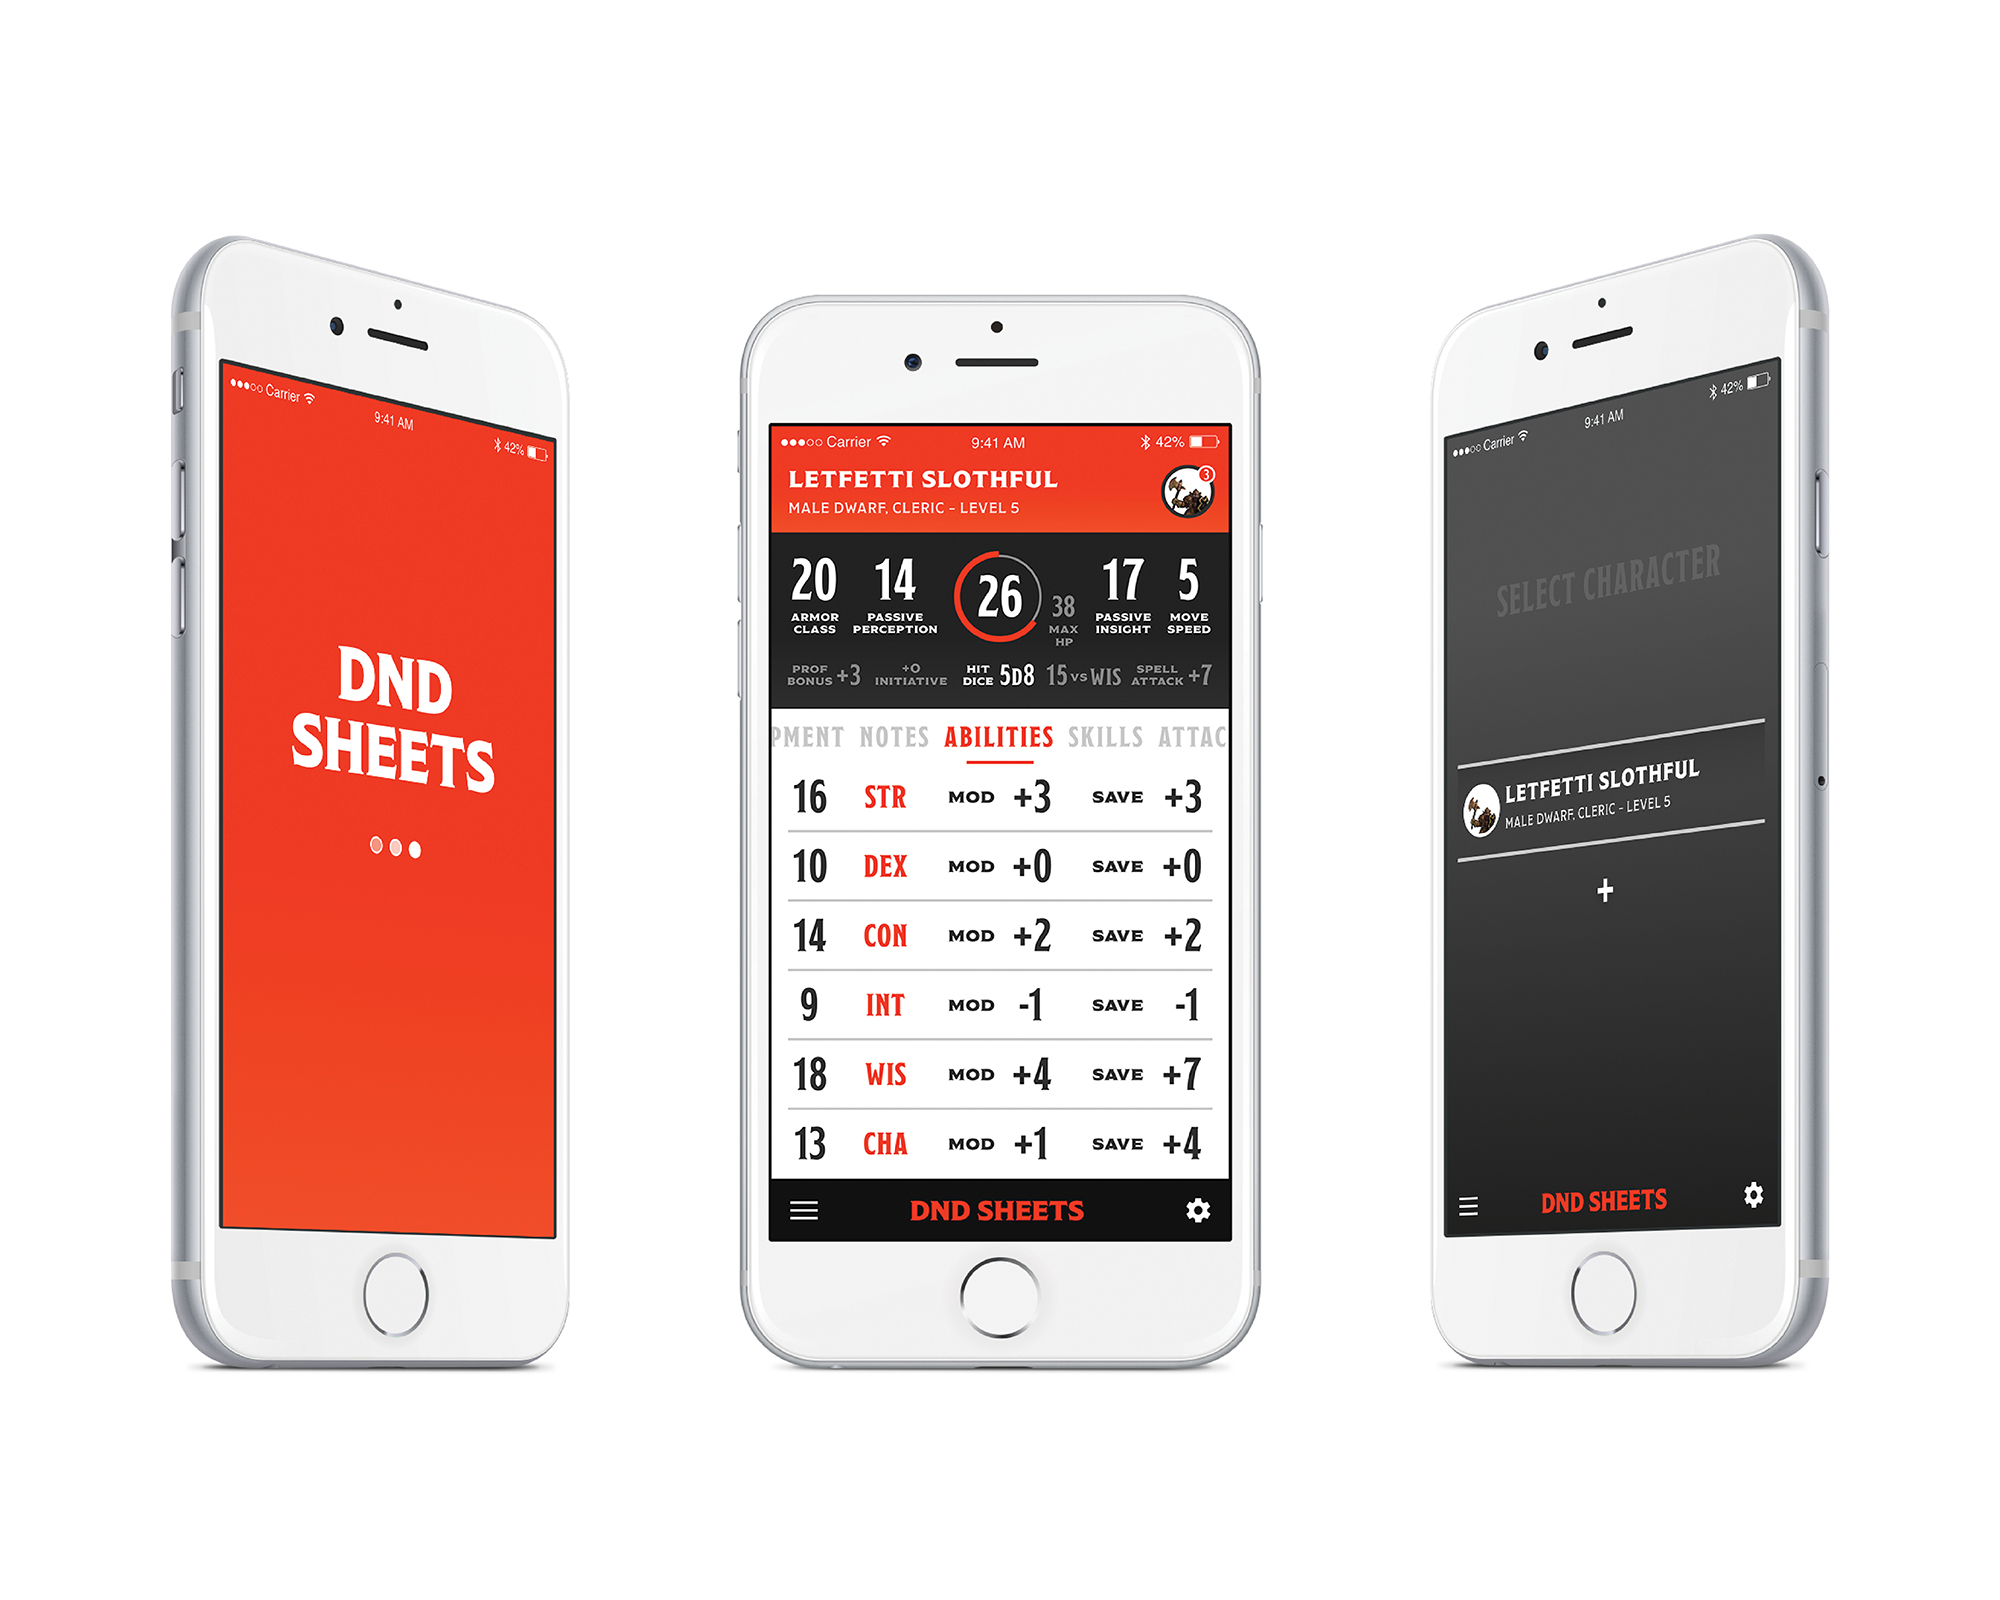 Carrier
9:41 AM
42%
DND
SHEETS
Carrier 9:41 AM 42%
LETFETTI SLOTHFUL
3
MALE DWARF, CLERIC - LEVEL 5
20 14 26 38 17 5
ARMOR CLASS
PASSIVE PERCEPTION
MAX HP
PASSIVE INSIGHT
MOVE SPEED
PROF BONUS +3
+0 INITIATIVE
HIT DICE 5D8
15 VS WIS
SPELL ATTACK +7
PMENT NOTES ABILITIES SKILLS ATTAC
16 STR MOD +3 SAVE +3
10 DEX MOD +0 SAVE +0
14 CON MOD +2 SAVE +2
9 INT MOD -1 SAVE -1
18 WIS MOD +4 SAVE +7
13 CHA MOD +1 SAVE +4
DND SHEETS
Carrier 9:41 AM 42%
SELECT CHARACTER
LETFETTI SLOTHFUL
MALE DWARF, CLERIC - LEVEL 5
+
DND SHEETS